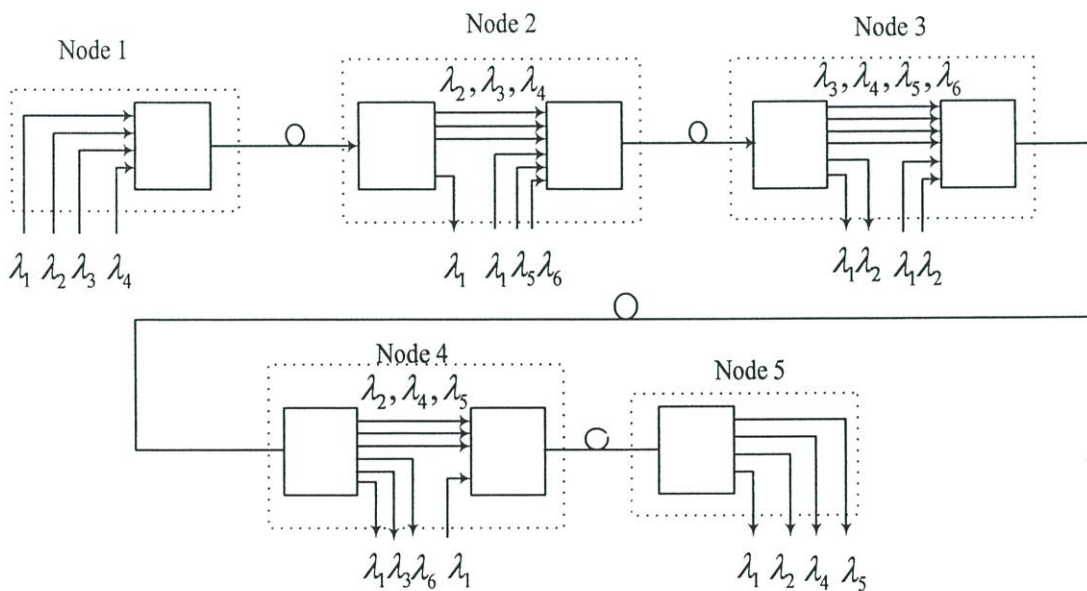 Node 1
Node 2
Node 3
λ₂, λ₃, λ₄
λ₃, λ₄, λ₅, λ₆
λ₁ λ₂ λ₃ λ₄
λ₁ λ₁ λ₅ λ₆
λ₁ λ₂ λ₁ λ₂
Node 4
Node 5
λ₂, λ₄, λ₅
λ₁ λ₃ λ₆ λ₁
λ₁ λ₂ λ₄ λ₅